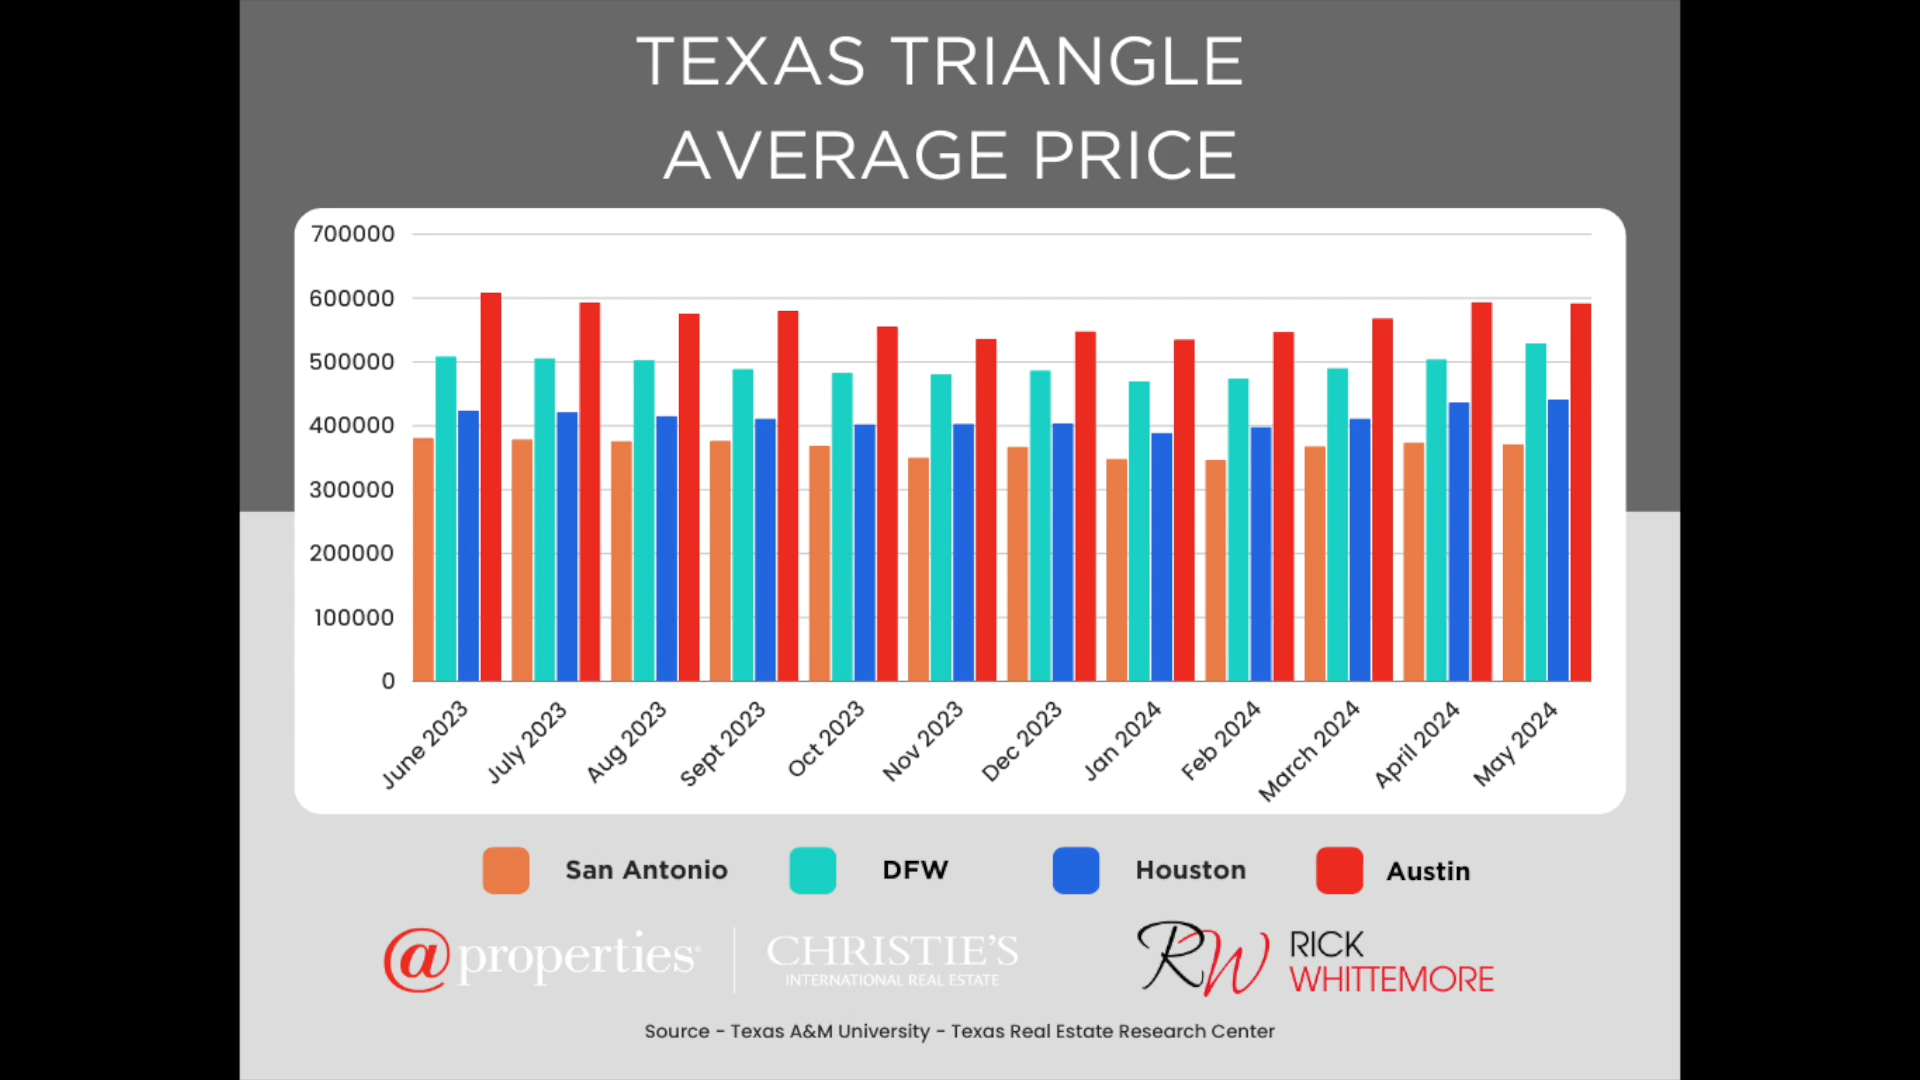 TEXAS TRIANGLE
AVERAGE PRICE
700000
600000
500000
400000
300000
200000
100000
0
June 2023
July 2023
Aug 2023
Sept 2023
Oct 2023
Nov 2023
Dec 2023
Jan 2024
Feb 2024
March 2024
April 2024
May 2024
San Antonio
DFW
Houston
Austin
@properties®
CHRISTIE'S
INTERNATIONAL REAL ESTATE
RW
RICK
WHITTEMORE
Source - Texas A&M University - Texas Real Estate Research Center